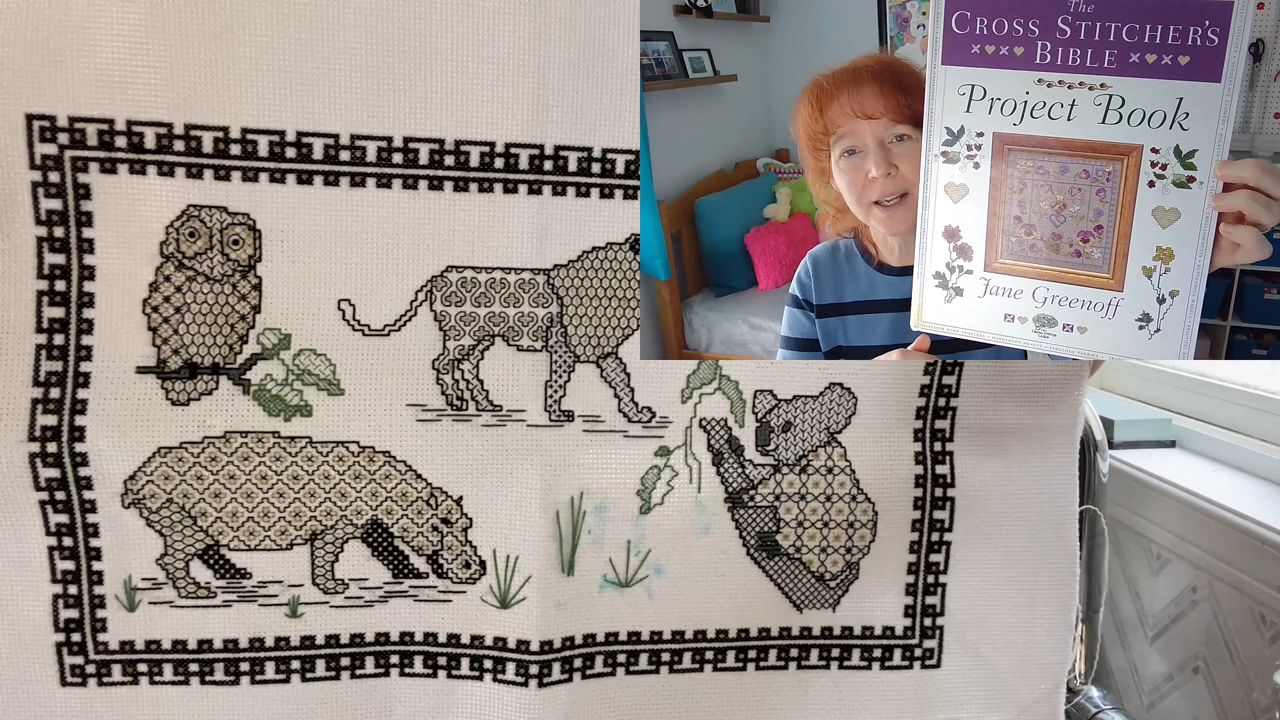 The
CROSS STITCHER'S
BIBLE
Project Book
Jane Greenoff